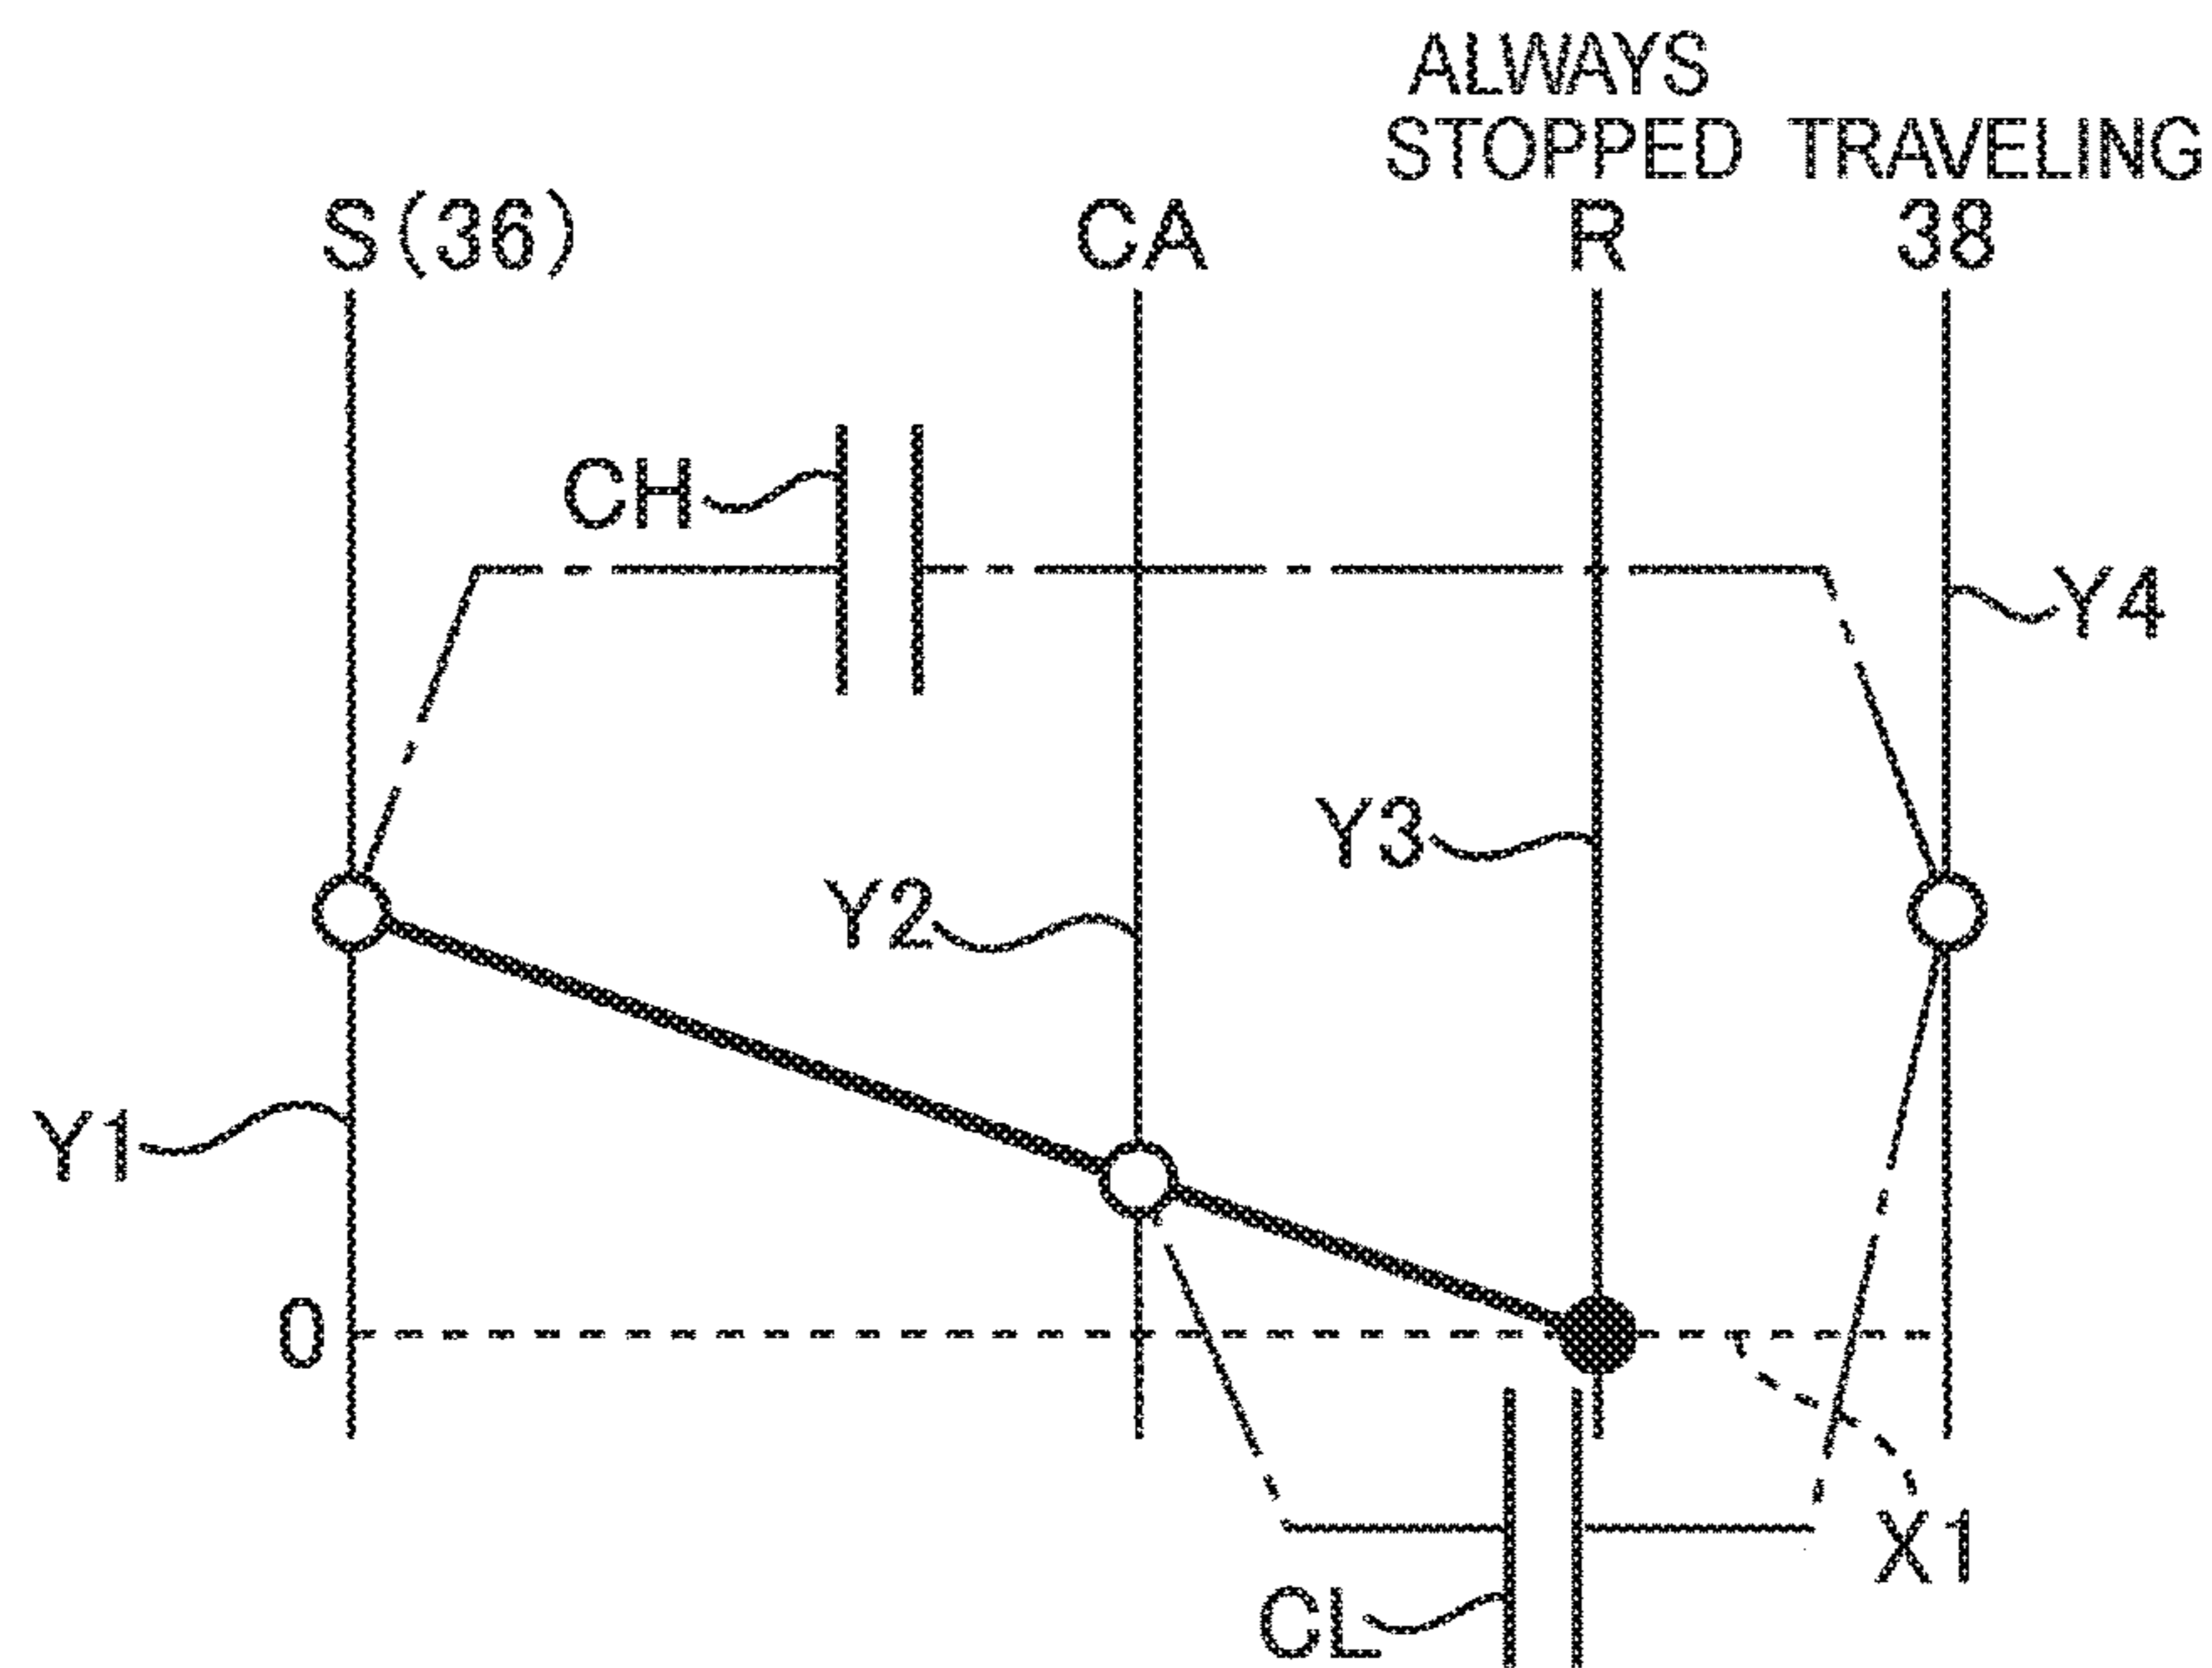 ALWAYS
STOPPED TRAVELING
S(36) CA R 38
CH
Y4
Y3
Y2
Y1
0
X1
CL